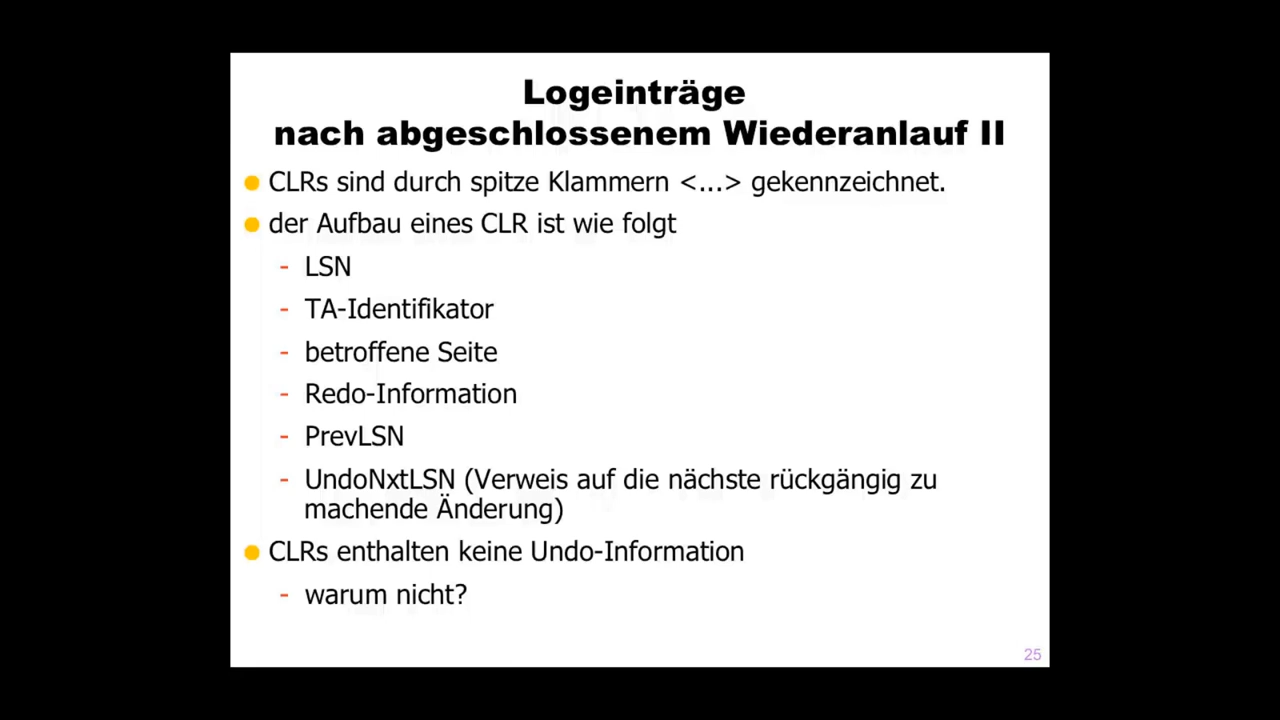 Logeinträge
nach abgeschlossenem Wiederanlauf II
CLRs sind durch spitze Klammern <...> gekennzeichnet.
der Aufbau eines CLR ist wie folgt
- LSN
- TA-Identifikator
- betroffene Seite
- Redo-Information
- PrevLSN
- UndoNxtLSN (Verweis auf die nächste rückgängig zu
machende Änderung)
CLRs enthalten keine Undo-Information
- warum nicht?
25